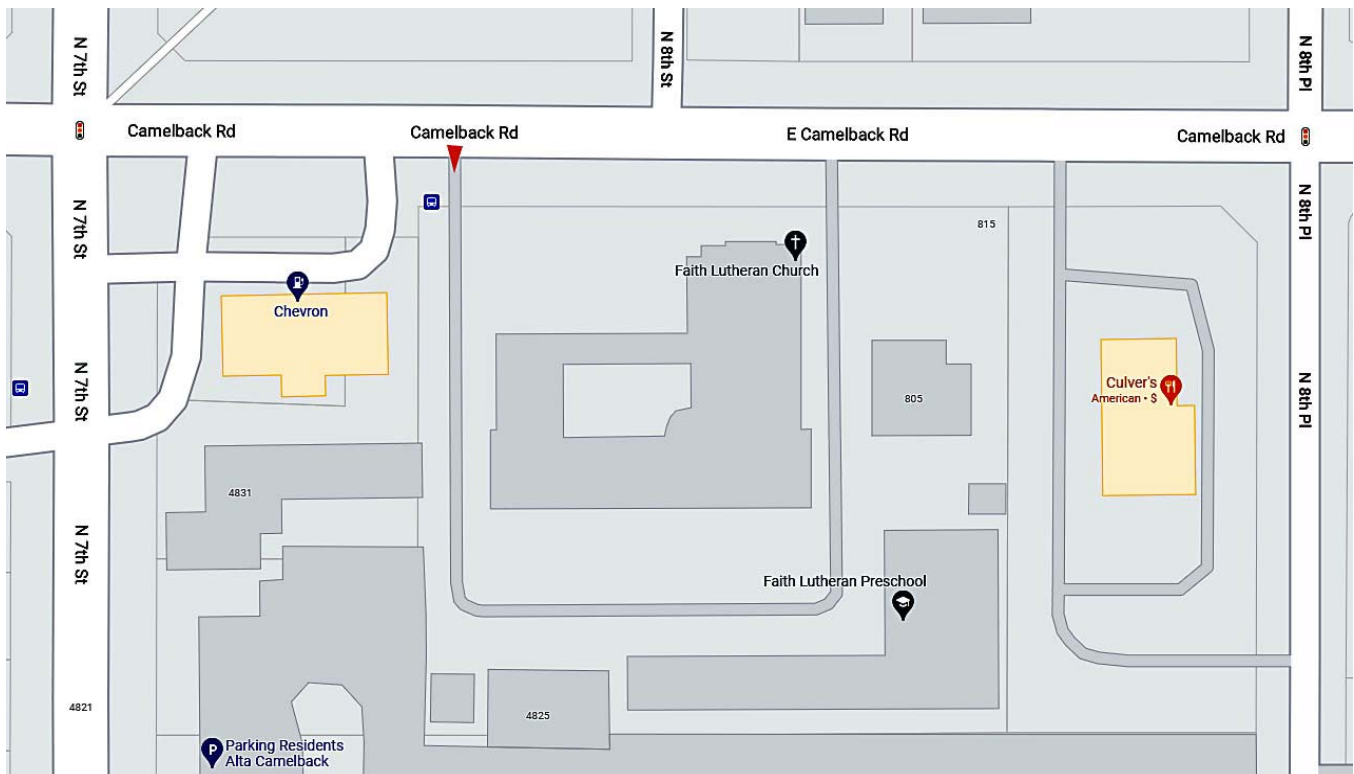 N 7th St
N 8th St
N 8th Pl
Camelback Rd
Camelback Rd
E Camelback Rd
Camelback Rd
N 7th St
N 8th Pl
815
Faith Lutheran Church
Chevron
N 7th St
N 8th Pl
Culver's
American • $
805
4831
N 7th St
Faith Lutheran Preschool
4821
4825
P
Parking Residents
Alta Camelback